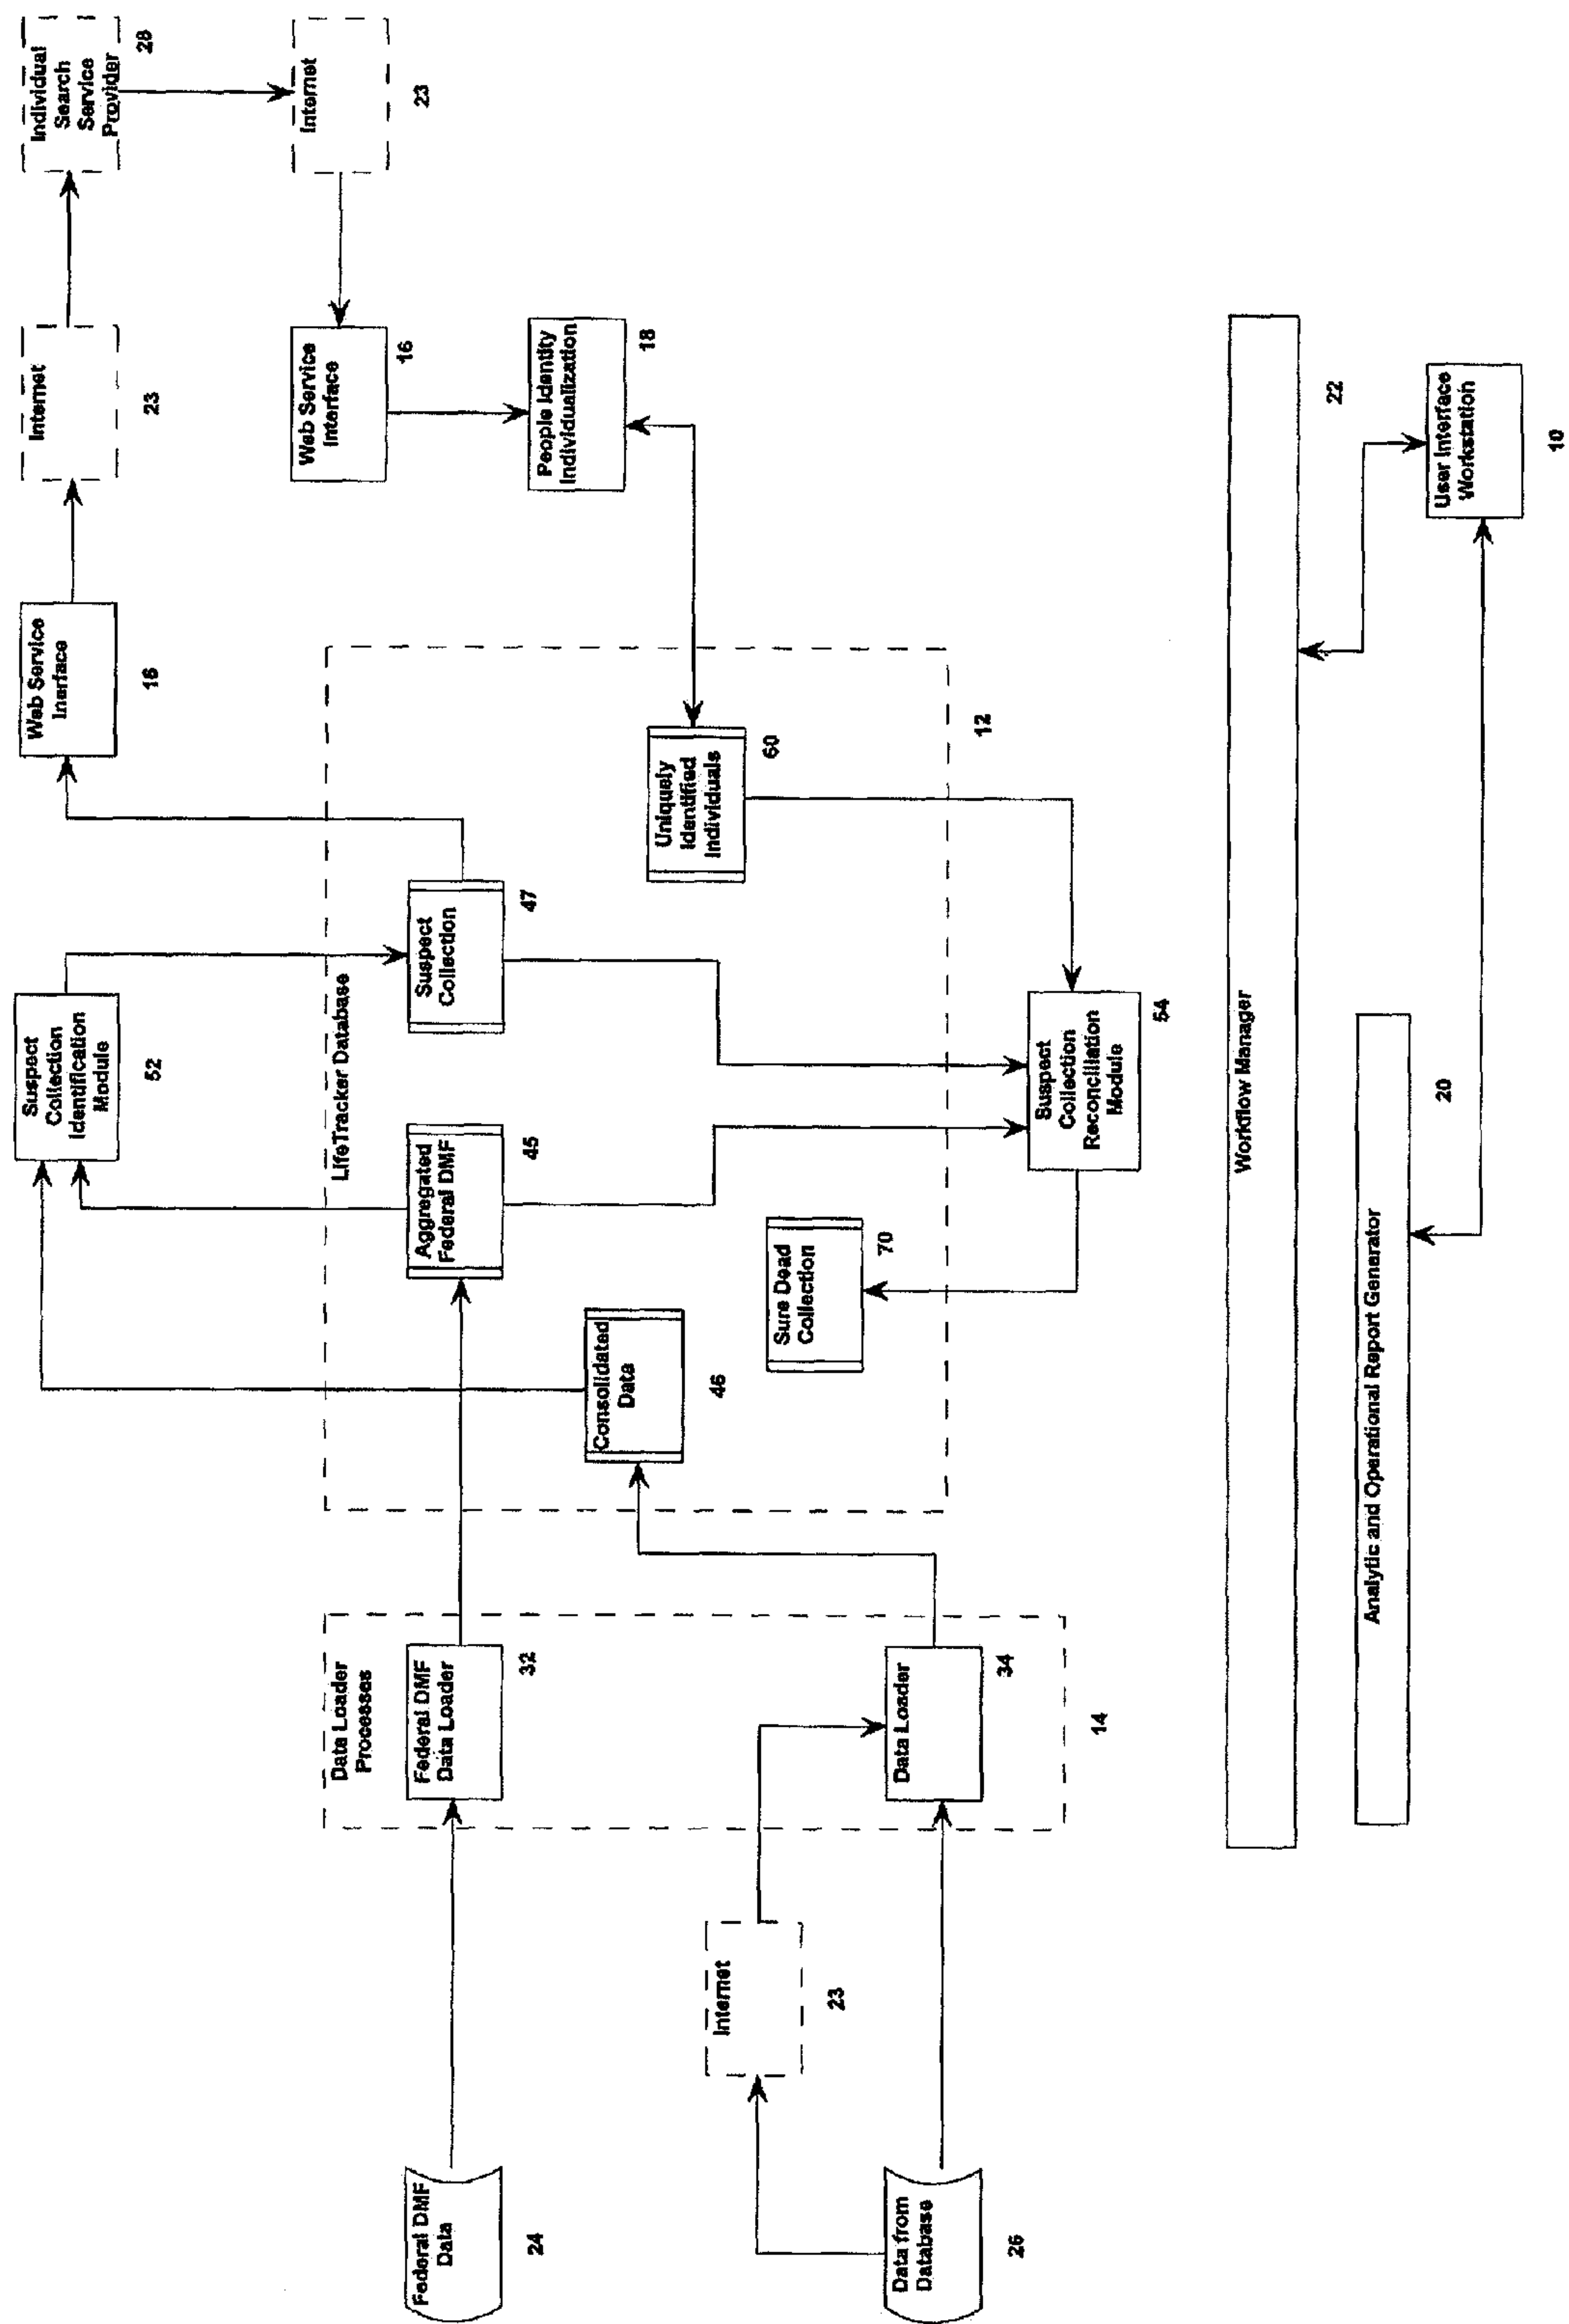 Suspect
Collection
Identification
Module
52
Web Service
Inerface
16
Internet
23
Individual
Search
Service
Provider
28
Data Loader
Processes
LifeTracker Database
Web Service
Interface
16
Internet
23
Federal DMF
Data
24
Federal DMF
Data Loader
32
Aggregated
Federal DMF
45
Suspect
Collection
47
People Identity
Individualization
18
Consolidated
Data
46
Uniquely
Identified
Individuals
60
Internet
23
Sure Dead
Collection
70
Data from
Database
26
Data Loader
34
12
14
Suspect
Collection
Reconciliation
Module
54
Workflow Manager
22
Analytic and Operational Report Generator
20
User Interface
Workstation
10